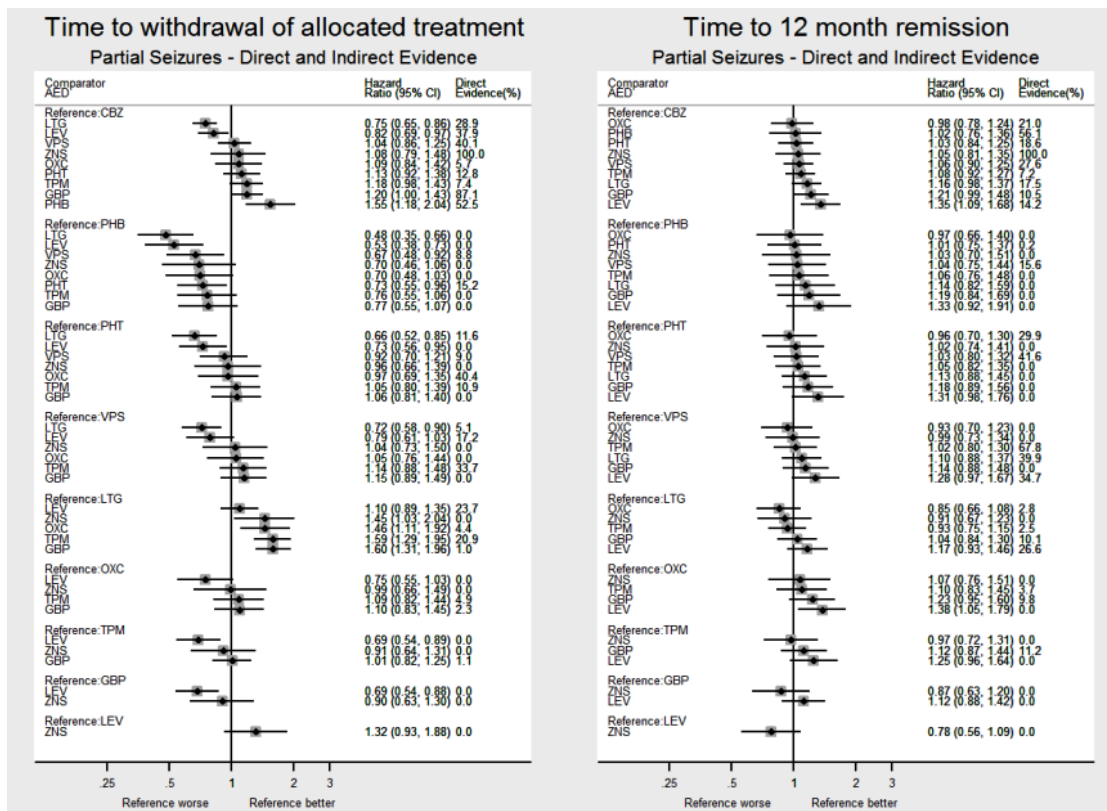 Time to withdrawal of allocated treatment
Partial Seizures - Direct and Indirect Evidence
Comparator Hazard Direct
AED Ratio (95% CI) Evidence(%)
Reference:CBZ
LTG 0.75 (0.65, 0.86) 28.9
LEV 0.82 (0.69, 0.97) 37.9
VPS 1.04 (0.86, 1.25) 40.1
ZNS 1.08 (0.79, 1.48) 100.0
OXC 1.09 (0.84, 1.42) 5.7
PHT 1.13 (0.92, 1.38) 12.8
TPM 1.18 (0.98, 1.43) 7.4
GBP 1.20 (1.00, 1.43) 87.1
PHB 1.55 (1.18, 2.04) 52.5
Reference:PHB
LTG 0.48 (0.35, 0.66) 0.0
LEV 0.53 (0.38, 0.73) 0.0
VPS 0.67 (0.48, 0.92) 8.8
ZNS 0.70 (0.46, 1.06) 0.0
OXC 0.70 (0.48, 1.03) 0.0
PHT 0.73 (0.55, 0.96) 15.2
TPM 0.76 (0.55, 1.06) 0.0
GBP 0.77 (0.55, 1.07) 0.0
Reference:PHT
LTG 0.66 (0.52, 0.85) 11.6
LEV 0.73 (0.56, 0.95) 0.0
VPS 0.92 (0.70, 1.21) 9.0
ZNS 0.96 (0.66, 1.39) 0.0
OXC 0.97 (0.69, 1.35) 40.4
TPM 1.05 (0.80, 1.39) 10.9
GBP 1.06 (0.81, 1.40) 0.0
Reference:VPS
LTG 0.72 (0.58, 0.90) 5.1
LEV 0.79 (0.61, 1.03) 17.2
ZNS 1.04 (0.73, 1.50) 0.0
OXC 1.05 (0.76, 1.44) 0.0
TPM 1.14 (0.88, 1.48) 33.7
GBP 1.15 (0.89, 1.49) 0.0
Reference:LTG
LEV 1.10 (0.89, 1.35) 23.7
ZNS 1.45 (1.03, 2.04) 0.0
OXC 1.46 (1.11, 1.92) 4.4
TPM 1.59 (1.29, 1.95) 20.9
GBP 1.60 (1.31, 1.96) 1.0
Reference:OXC
LEV 0.75 (0.55, 1.03) 0.0
ZNS 0.99 (0.66, 1.49) 0.0
TPM 1.09 (0.82, 1.44) 4.9
GBP 1.10 (0.83, 1.45) 2.3
Reference:TPM
LEV 0.69 (0.54, 0.89) 0.0
ZNS 0.91 (0.64, 1.31) 0.0
GBP 1.01 (0.82, 1.25) 1.1
Reference:GBP
LEV 0.69 (0.54, 0.88) 0.0
ZNS 0.90 (0.63, 1.30) 0.0
Reference:LEV
ZNS 1.32 (0.93, 1.88) 0.0
.25 .5 1 2 3
Reference worse Reference better
Time to 12 month remission
Partial Seizures - Direct and Indirect Evidence
Comparator Hazard Direct
AED Ratio (95% CI) Evidence(%)
Reference:CBZ
OXC 0.98 (0.78, 1.24) 21.0
PHB 1.02 (0.76, 1.36) 56.1
PHT 1.03 (0.84, 1.25) 18.6
ZNS 1.05 (0.81, 1.35) 100.0
VPS 1.06 (0.90, 1.25) 27.6
TPM 1.08 (0.92, 1.27) 7.2
LTG 1.16 (0.98, 1.37) 17.5
GBP 1.21 (0.99, 1.48) 10.5
LEV 1.35 (1.09, 1.68) 14.2
Reference:PHB
OXC 0.97 (0.66, 1.40) 0.0
PHT 1.01 (0.75, 1.37) 0.2
ZNS 1.03 (0.70, 1.51) 0.0
VPS 1.04 (0.75, 1.44) 15.6
TPM 1.06 (0.76, 1.48) 0.0
LTG 1.14 (0.82, 1.59) 0.0
GBP 1.19 (0.84, 1.69) 0.0
LEV 1.33 (0.92, 1.91) 0.0
Reference:PHT
OXC 0.96 (0.70, 1.30) 29.9
ZNS 1.02 (0.74, 1.41) 0.0
VPS 1.03 (0.80, 1.32) 41.6
TPM 1.05 (0.82, 1.35) 0.0
LTG 1.13 (0.88, 1.45) 0.0
GBP 1.18 (0.89, 1.56) 0.0
LEV 1.31 (0.98, 1.76) 0.0
Reference:VPS
OXC 0.93 (0.70, 1.23) 0.0
ZNS 0.99 (0.73, 1.34) 0.0
TPM 1.02 (0.80, 1.30) 67.8
LTG 1.10 (0.88, 1.37) 39.9
GBP 1.14 (0.88, 1.48) 0.0
LEV 1.28 (0.97, 1.67) 34.7
Reference:LTG
OXC 0.85 (0.66, 1.08) 2.8
ZNS 0.91 (0.67, 1.23) 0.0
TPM 0.93 (0.75, 1.15) 2.5
GBP 1.04 (0.84, 1.30) 10.1
LEV 1.17 (0.93, 1.46) 26.6
Reference:OXC
ZNS 1.07 (0.76, 1.51) 0.0
TPM 1.10 (0.83, 1.45) 3.7
GBP 1.23 (0.95, 1.60) 9.8
LEV 1.38 (1.05, 1.79) 0.0
Reference:TPM
ZNS 0.97 (0.72, 1.31) 0.0
GBP 1.12 (0.87, 1.44) 11.2
LEV 1.25 (0.96, 1.64) 0.0
Reference:GBP
ZNS 0.87 (0.63, 1.20) 0.0
LEV 1.12 (0.88, 1.42) 0.0
Reference:LEV
ZNS 0.78 (0.56, 1.09) 0.0
.25 .5 1 2 3
Reference worse Reference better